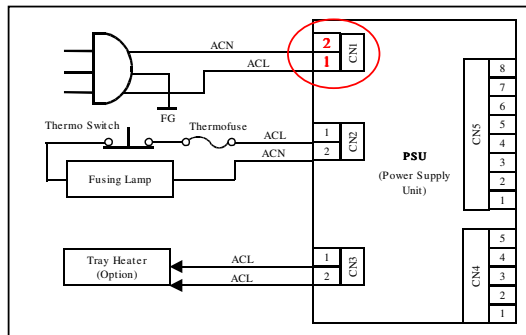 ACN
2
CN1
ACL
1
FG
Thermo Switch
Thermofuse
ACL
1
CN2
ACN
2
Fusing Lamp
PSU
(Power Supply
Unit)
CN5
8
7
6
5
4
3
2
1
Tray Heater
(Option)
ACL
1
CN3
ACL
2
CN4
5
4
3
2
1